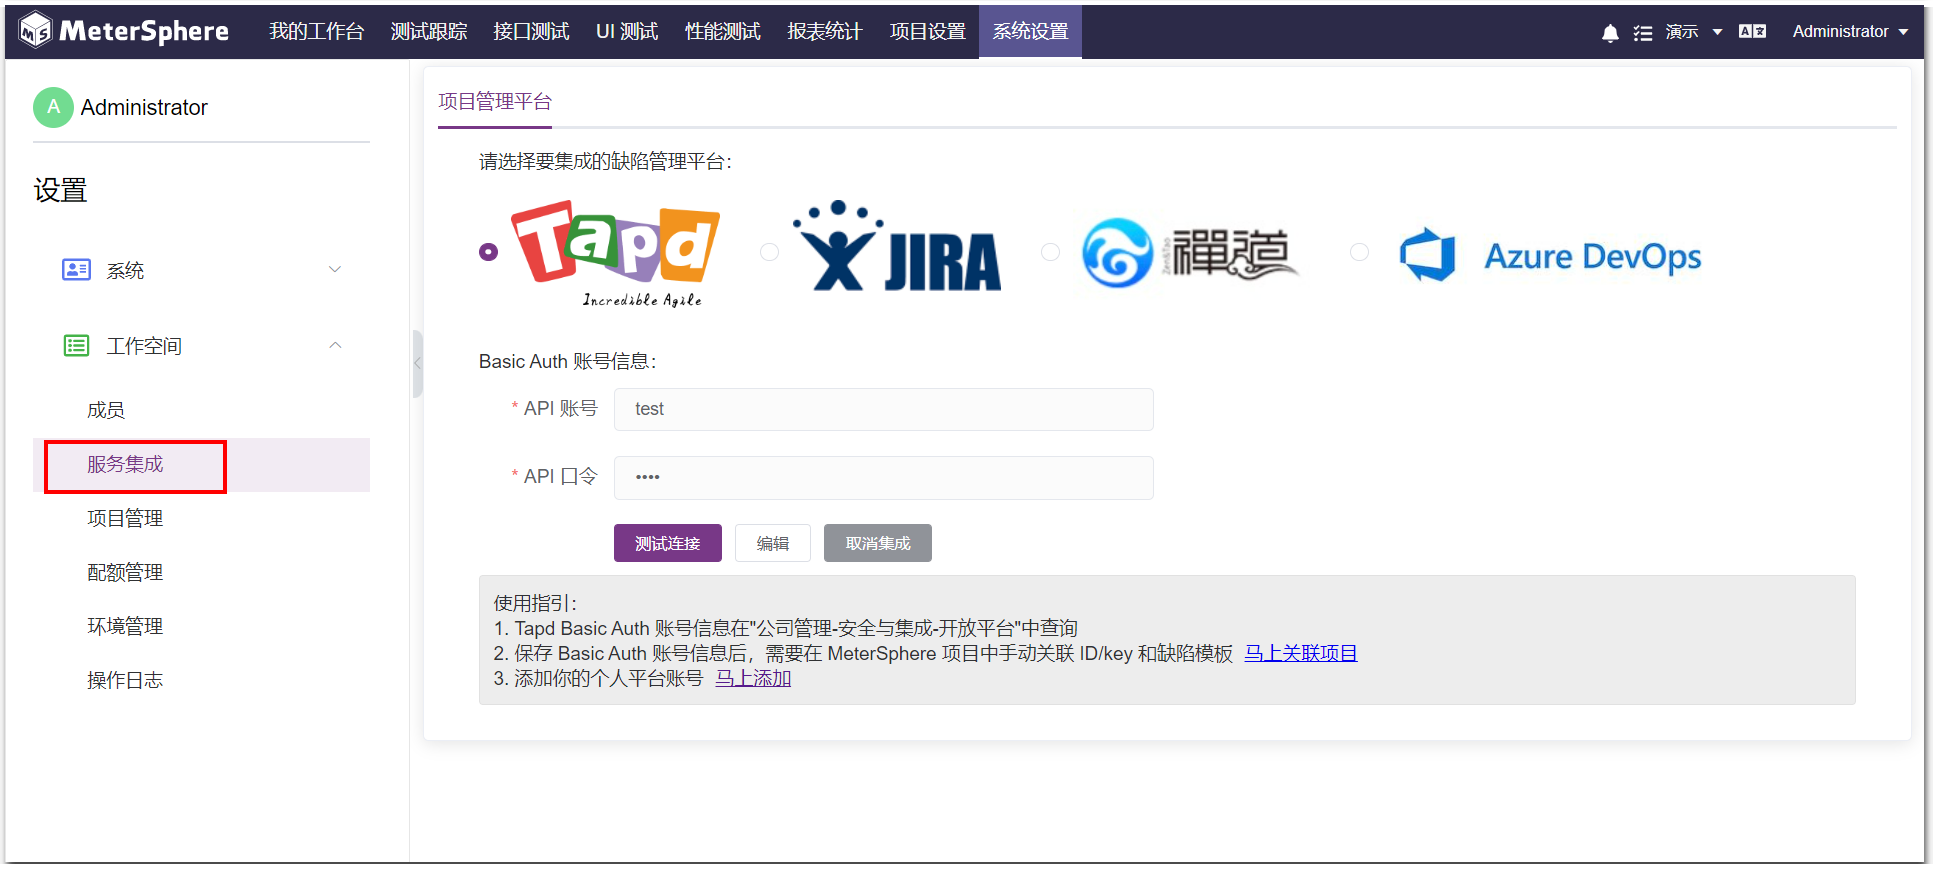 MeterSphere 我的工作台 测试跟踪 接口测试 UI 测试 性能测试 报表统计 项目设置 系统设置 演示 Administrator
A Administrator
设置
系统
工作空间
成员
服务集成
项目管理
配额管理
环境管理
操作日志
项目管理平台
请选择要集成的缺陷管理平台：
Tapd
Incredible Agile
JIRA
禅道
Azure DevOps
Basic Auth 账号信息：
* API 账号 test
* API 口令 ••••
测试连接 编辑 取消集成
使用指引：
1. Tapd Basic Auth 账号信息在"公司管理-安全与集成-开放平台"中查询
2. 保存 Basic Auth 账号信息后，需要在 MeterSphere 项目中手动关联 ID/key 和缺陷模板 马上关联项目
3. 添加你的个人平台账号 马上添加